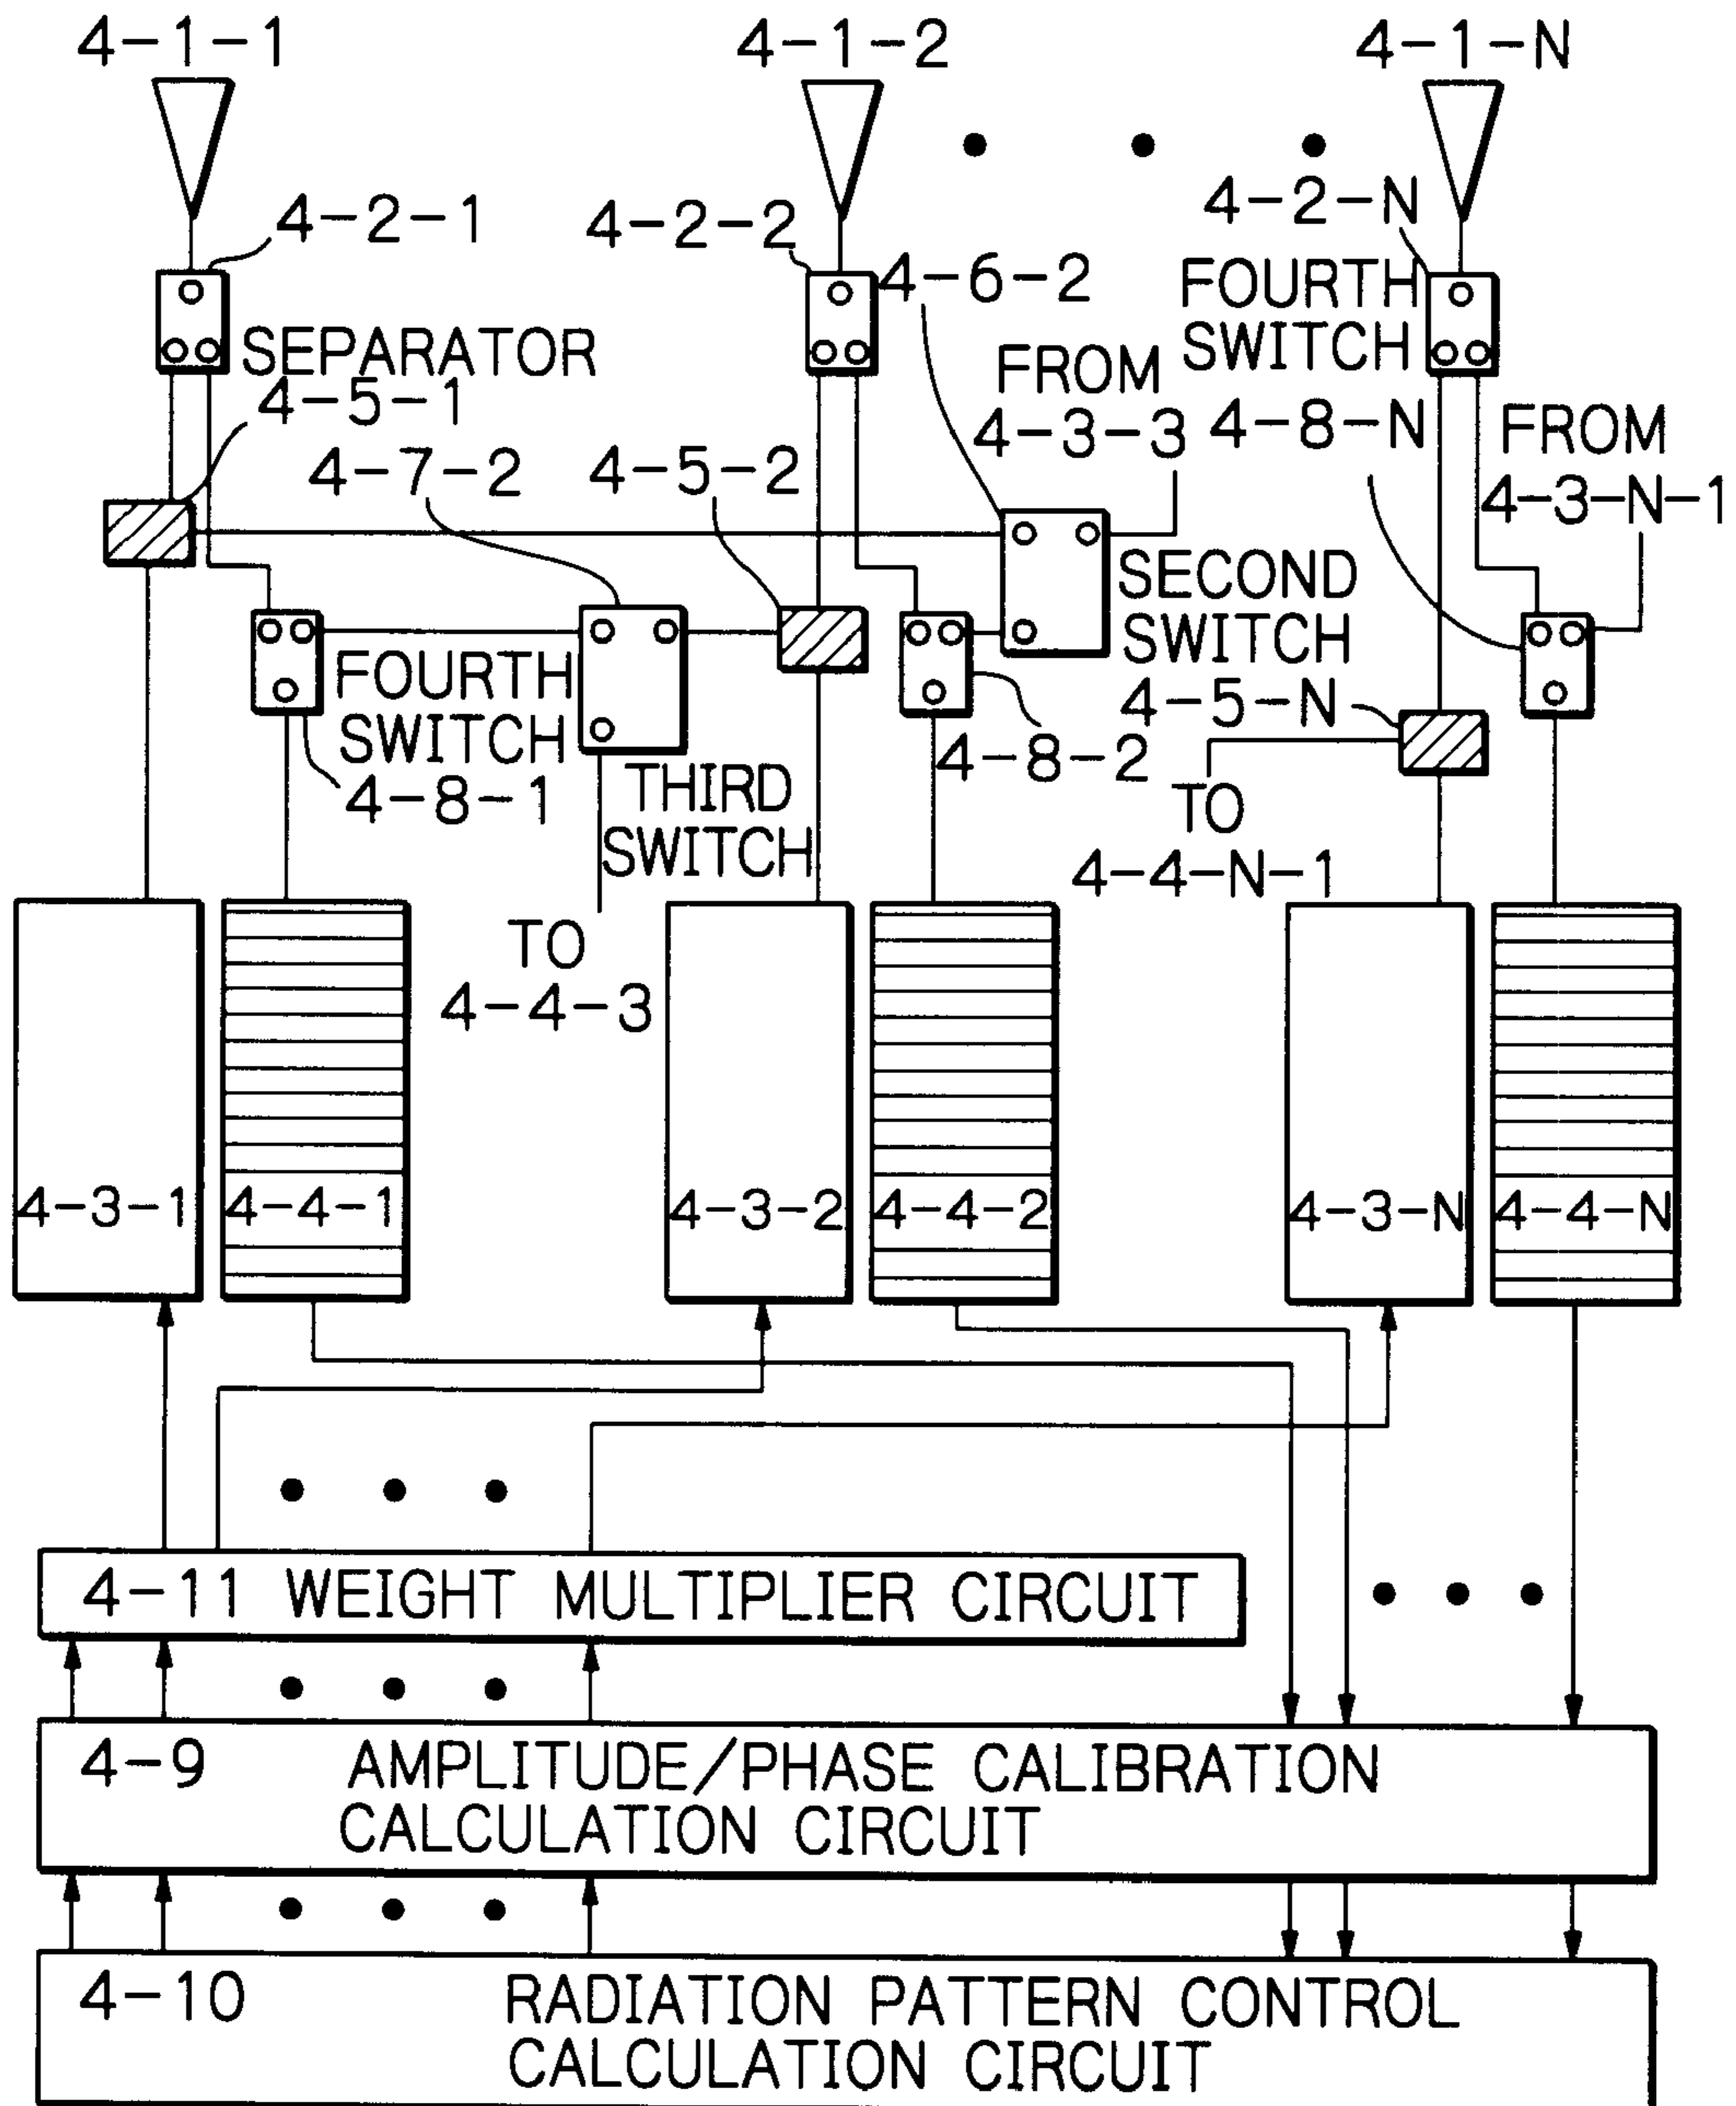 4-1-1
4-1-2
4-1-N
4-2-1
4-2-2
4-2-N
4-6-2
FOURTH
SWITCH
SEPARATOR
4-5-1
FROM
4-3-3
4-8-N
FROM
4-3-N-1
4-7-2
4-5-2
SECOND
SWITCH
4-5-N
FOURTH
SWITCH
4-8-1
4-8-2
THIRD
SWITCH
TO
4-4-N-1
TO
4-4-3
4-3-1
4-4-1
4-3-2
4-4-2
4-3-N
4-4-N
4-11 WEIGHT MULTIPLIER CIRCUIT
4-9 AMPLITUDE/PHASE CALIBRATION
CALCULATION CIRCUIT
4-10 RADIATION PATTERN CONTROL
CALCULATION CIRCUIT